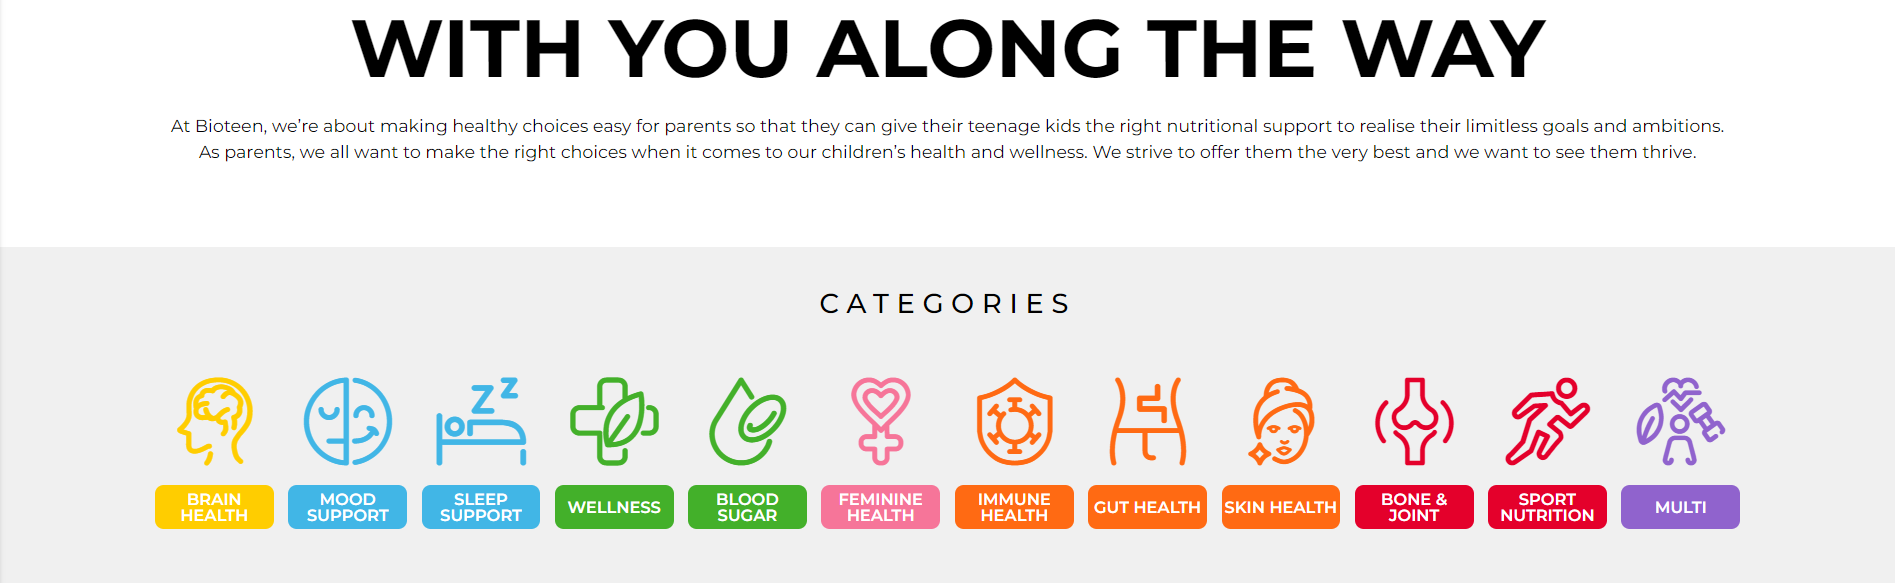 WITH YOU ALONG THE WAY
At Bioteen, we’re about making healthy choices easy for parents so that they can give their teenage kids the right nutritional support to realise their limitless goals and ambitions.
As parents, we all want to make the right choices when it comes to our children’s health and wellness. We strive to offer them the very best and we want to see them thrive.
CATEGORIES
BRAIN
HEALTH
MOOD
SUPPORT
ZZ
SLEEP
SUPPORT
WELLNESS
BLOOD
SUGAR
FEMININE
HEALTH
IMMUNE
HEALTH
GUT HEALTH
SKIN HEALTH
BONE &
JOINT
SPORT
NUTRITION
MULTI